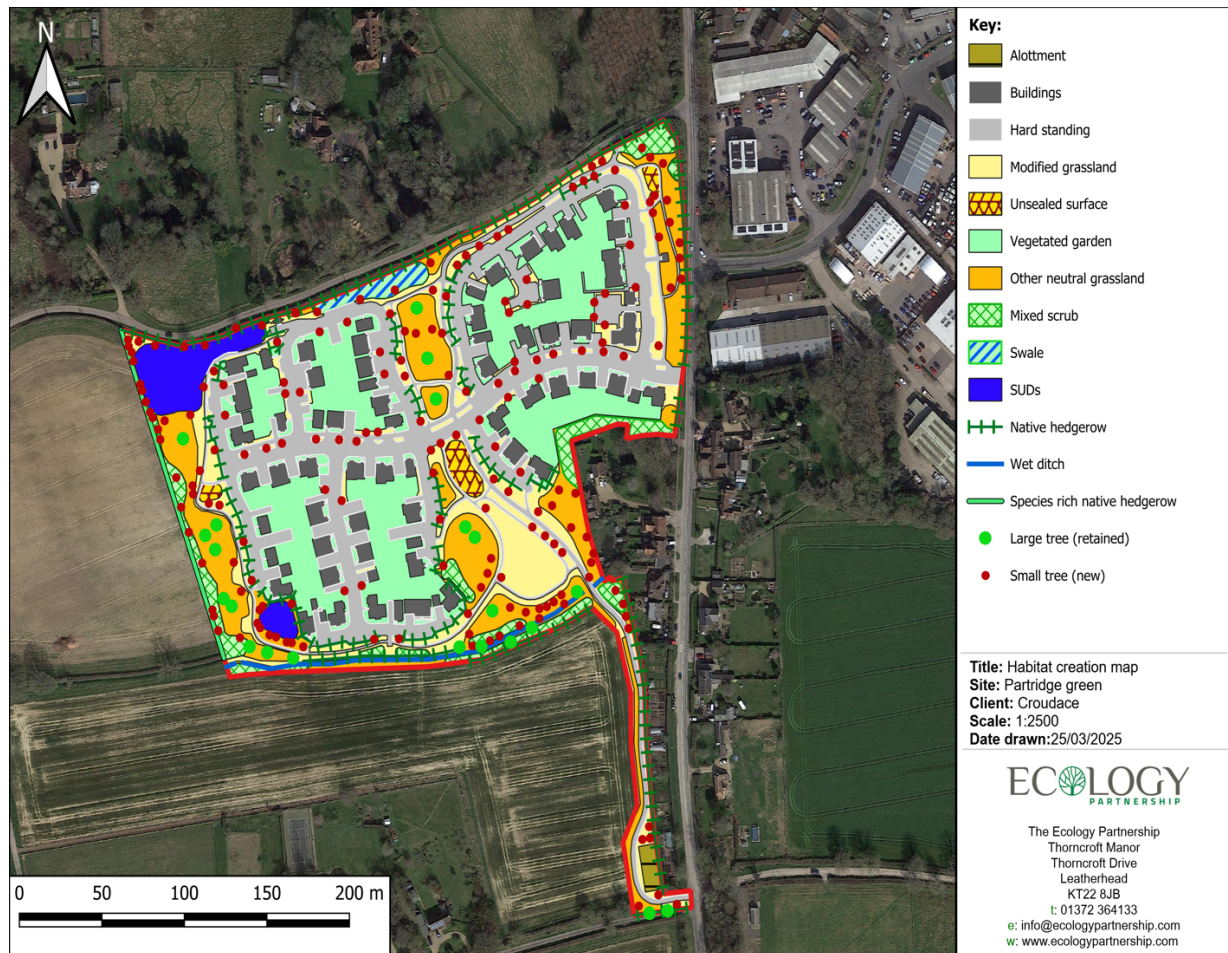 N
0 50 100 150 200 m
Key:
Alottment
Buildings
Hard standing
Modified grassland
Unsealed surface
Vegetated garden
Other neutral grassland
Mixed scrub
Swale
SUDs
Native hedgerow
Wet ditch
Species rich native hedgerow
Large tree (retained)
Small tree (new)
Title: Habitat creation map
Site: Partridge green
Client: Croudace
Scale: 1:2500
Date drawn:25/03/2025
ECOLOGY
PARTNERSHIP
The Ecology Partnership
Thorncroft Manor
Thorncroft Drive
Leatherhead
KT22 8JB
t: 01372 364133
e: info@ecologypartnership.com
w: www.ecologypartnership.com